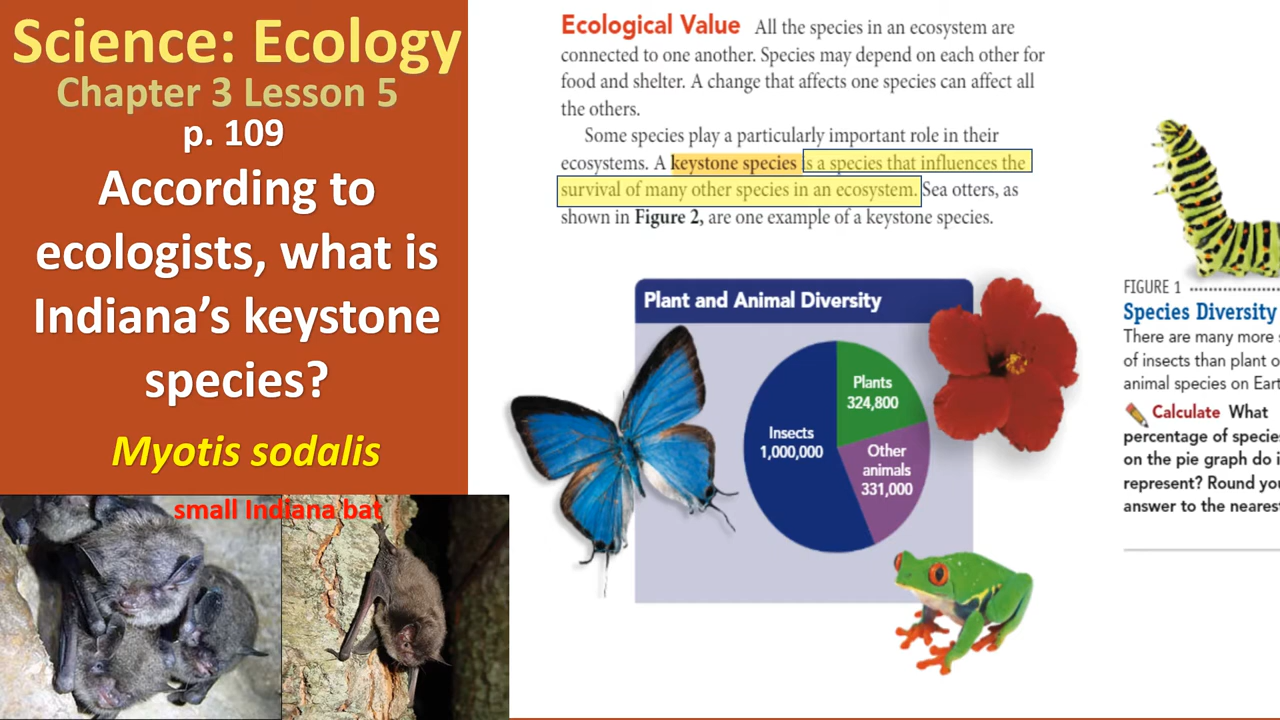 Science: Ecology
Chapter 3 Lesson 5
p. 109
According to
ecologists, what is
Indiana's keystone
species?
Myotis sodalis
small Indiana bat
Ecological Value All the species in an ecosystem are
connected to one another. Species may depend on each other for
food and shelter. A change that affects one species can affect all
the others.
Some species play a particularly important role in their
ecosystems. A keystone species is a species that influences the
survival of many other species in an ecosystem. Sea otters, as
shown in Figure 2, are one example of a keystone species.
Plant and Animal Diversity
Plants
324,800
Insects
1,000,000
Other
animals
331,000
FIGURE 1
Species Diversity
There are many more
of insects than plant
animal species on
Calculate What
percentage of
on the pie graph do
represent? Round
answer to the